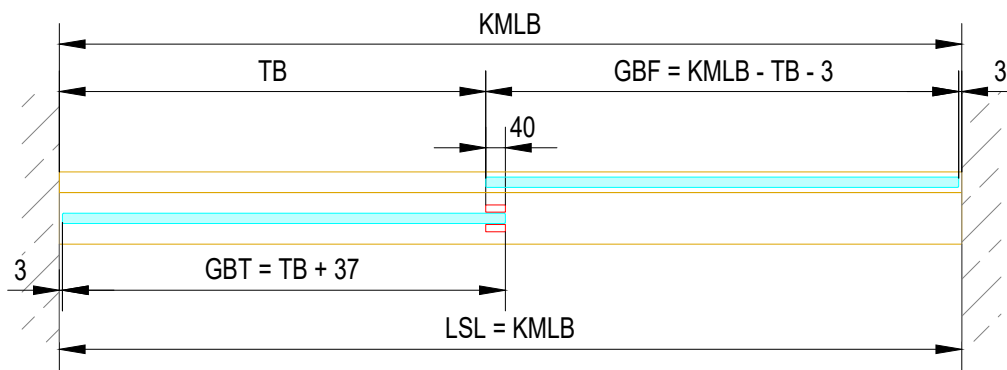 KMLB
TB
GBF = KMLB - TB - 3
3
40
3
GBT = TB + 37
LSL = KMLB